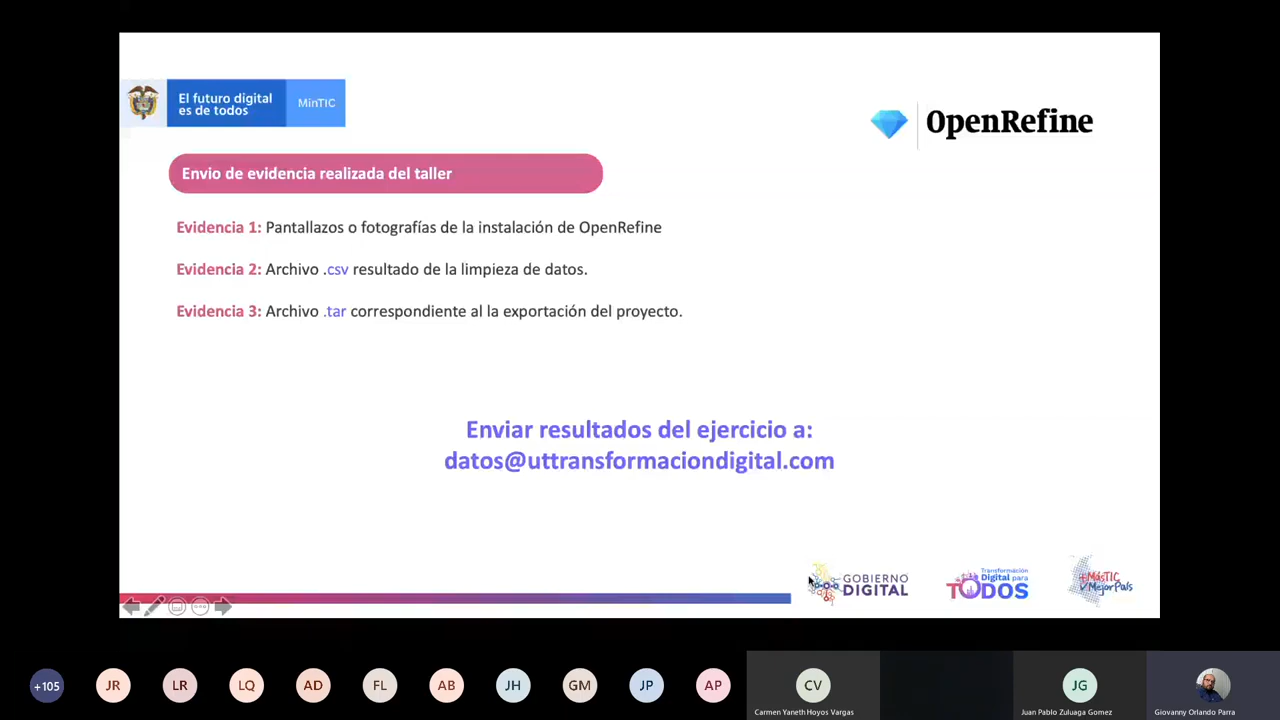 El futuro digital
es de todos
MinTIC
OpenRefine
Envio de evidencia realizada del taller
Evidencia 1: Pantallazos o fotografías de la instalación de OpenRefine
Evidencia 2: Archivo .csv resultado de la limpieza de datos.
Evidencia 3: Archivo .tar correspondiente al la exportación del proyecto.
Enviar resultados del ejercicio a:
datos@uttransformaciondigital.com
GOBIERNO
DIGITAL
Transformación
Digital para
TODOS
+MásTIC
✓MejorPaís
+105
JR
LR
LQ
AD
FL
AB
JH
GM
JP
AP
CV
JG
Carmen Yaneth Hoyos Vargas
Juan Pablo Zuluaga Gomez
Giovanny Orlando Parra